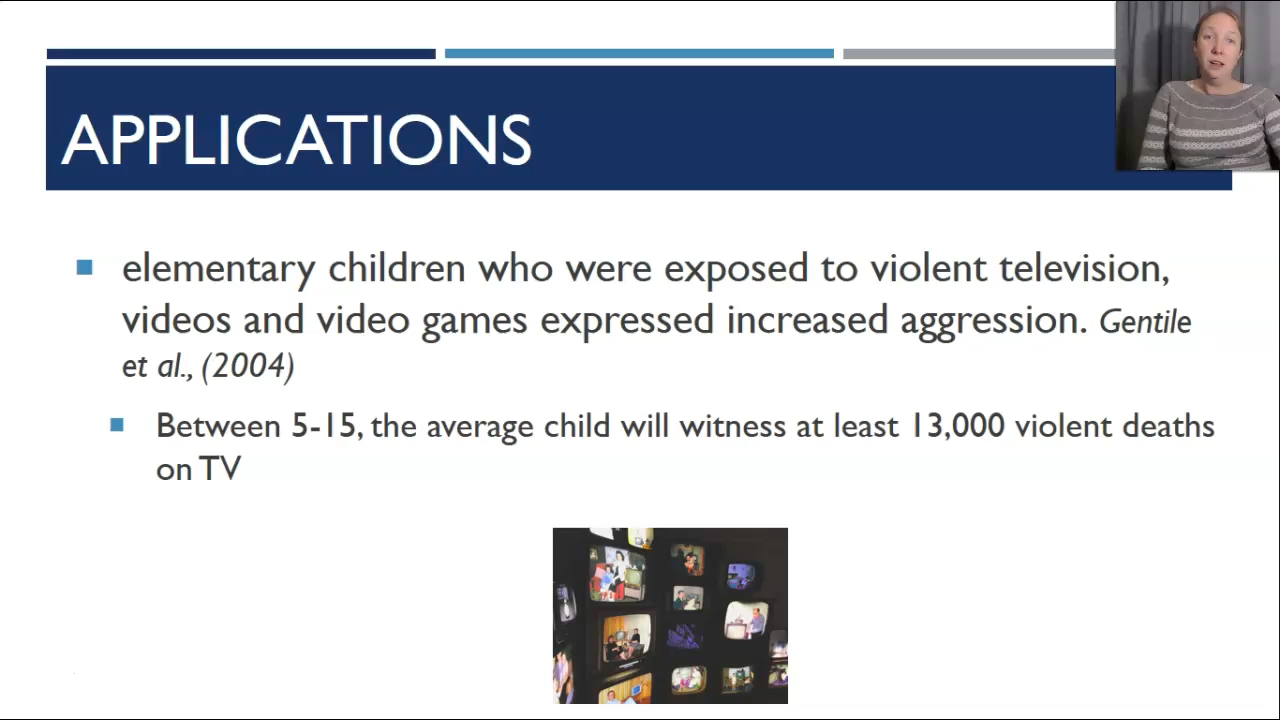 APPLICATIONS
elementary children who were exposed to violent television,
videos and video games expressed increased aggression. Gentile
et al., (2004)
Between 5-15, the average child will witness at least 13,000 violent deaths
on TV